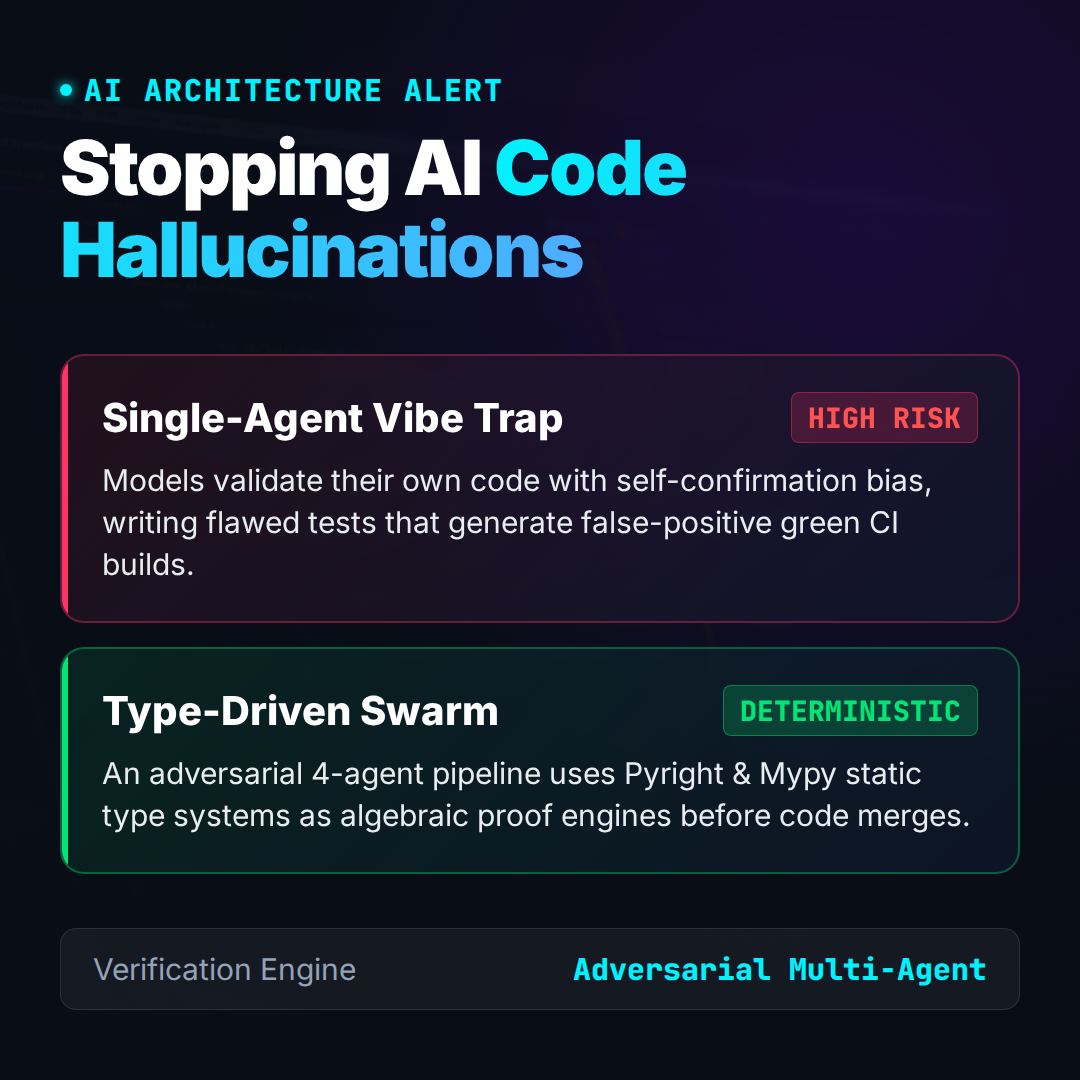 AI ARCHITECTURE ALERT
Stopping AI Code
Hallucinations
Single-Agent Vibe Trap
HIGH RISK
Models validate their own code with self-confirmation bias,
writing flawed tests that generate false-positive green CI
builds.
Type-Driven Swarm
DETERMINISTIC
An adversarial 4-agent pipeline uses Pyright & Mypy static
type systems as algebraic proof engines before code merges.
Verification Engine
Adversarial Multi-Agent